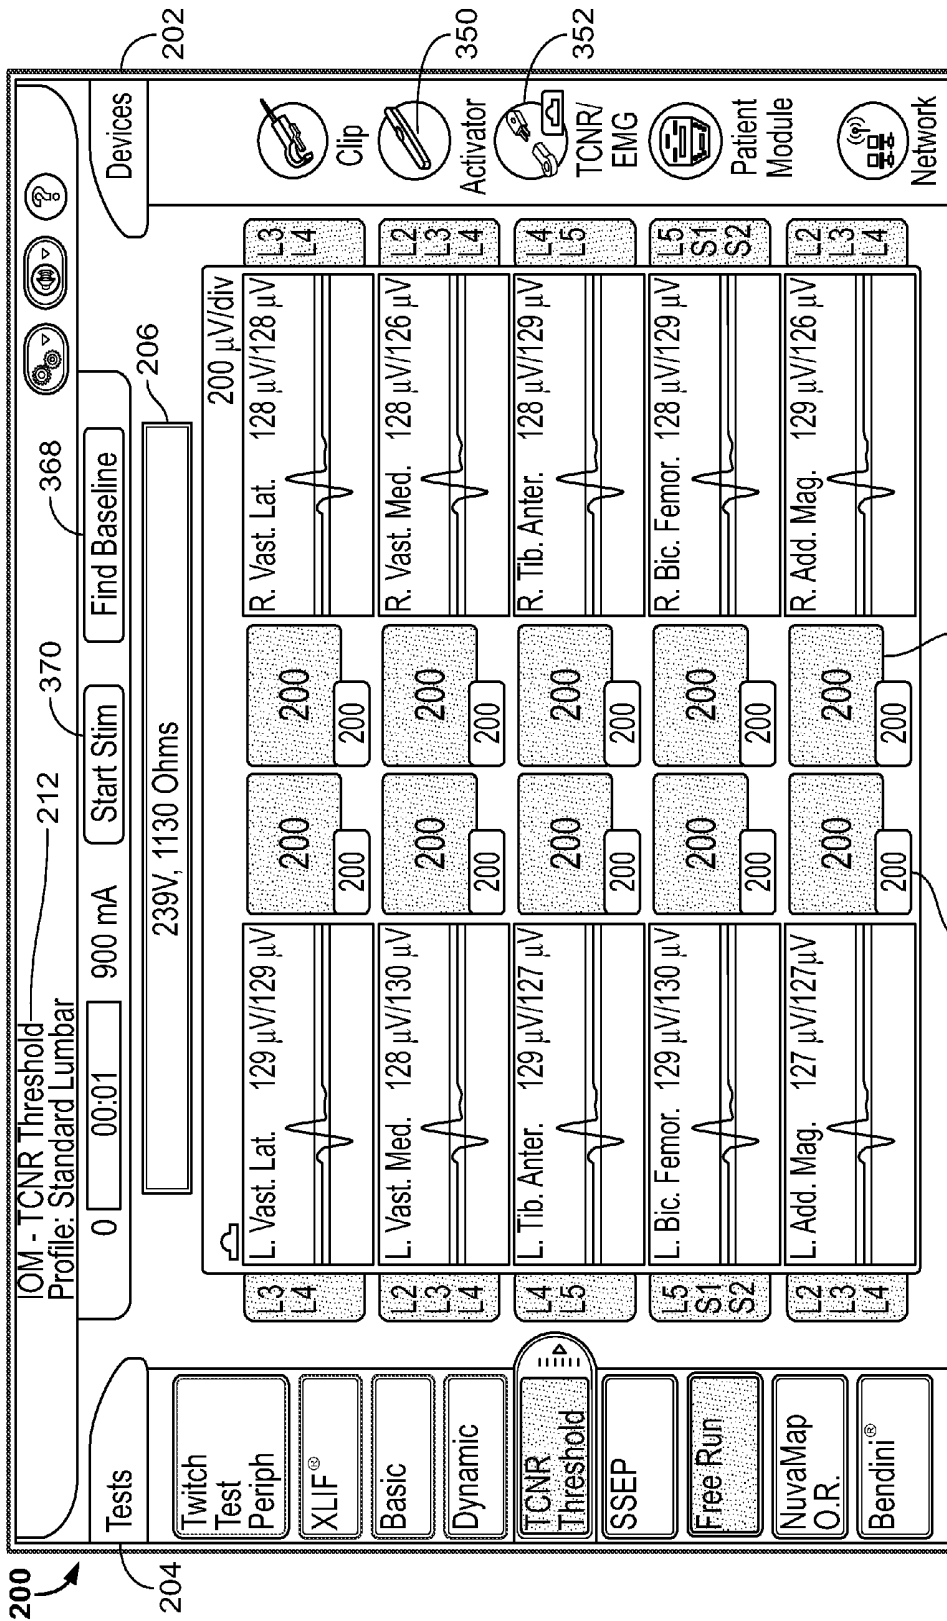 200
IOM - TCNR Threshold 212
Profile: Standard Lumbar
0 00:01 900 mA Start Stim Find Baseline
370
368
239V, 1130 Ohms
206
204
Tests
Twitch
Test
Periph
XLIF®
Basic
Dynamic
TCNR
Threshold
SSEP
Free Run
NuvaMap
O.R.
Bendini®
200 µV/div
L3
L4
L. Vast. Lat. 129 µV/129 µV
200
200
200
200
R. Vast. Lat. 128 µV/128 µV
L3
L4
L2
L3
L4
L. Vast. Med. 128 µV/130 µV
200
200
200
200
R. Vast. Med. 128 µV/126 µV
L2
L3
L4
L4
L5
L. Tib. Anter. 129 µV/127 µV
200
200
200
200
R. Tib. Anter. 128 µV/129 µV
L4
L5
L5
S1
S2
L. Bic. Femor. 129 µV/130 µV
200
200
200
200
R. Bic. Femor. 128 µV/129 µV
L5
S1
S2
L2
L3
L4
L. Add. Mag. 127 µV/127µV
200
200
200
200
R. Add. Mag. 129 µV/126 µV
L2
L3
L4
?
202
Devices
Clip
350
Activator
352
TCNR/
EMG
Patient
Module
Network